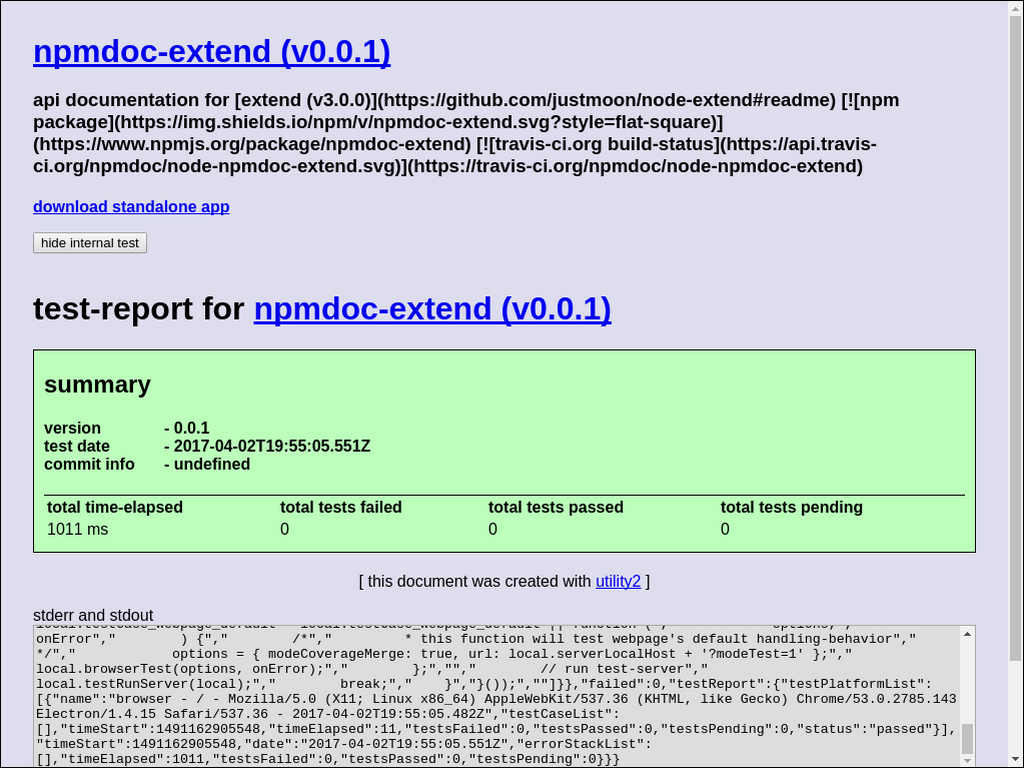 npmdoc-extend (v0.0.1)
api documentation for [extend (v3.0.0)](https://github.com/justmoon/node-extend#readme) [![npm
package](https://img.shields.io/npm/v/npmdoc-extend.svg?style=flat-square)]
(https://www.npmjs.org/package/npmdoc-extend) [![travis-ci.org build-status](https://api.travis-
ci.org/npmdoc/node-npmdoc-extend.svg)](https://travis-ci.org/npmdoc/node-npmdoc-extend)
download standalone app
hide internal test
test-report for npmdoc-extend (v0.0.1)
summary
version - 0.0.1
test date - 2017-04-02T19:55:05.551Z
commit info - undefined
total time-elapsed total tests failed total tests passed total tests pending
1011 ms 0 0 0
[ this document was created with utility2 ]
stderr and stdout
onError"," ) {"," /*"," * this function will test webpage's default handling-behavior","
*/"," options = { modeCoverageMerge: true, url: local.serverLocalHost + '?modeTest=1' };","
local.browserTest(options, onError);"," };",""," // run test-server","
local.testRunServer(local);"," break;"," }","}());",""]}},"failed":0,"testReport":{"testPlatformList":
[{"name":"browser - / - Mozilla/5.0 (X11; Linux x86_64) AppleWebKit/537.36 (KHTML, like Gecko) Chrome/53.0.2785.143
Electron/1.4.15 Safari/537.36 - 2017-04-02T19:55:05.482Z","testCaseList":
[],"timeStart":1491162905548,"timeElapsed":11,"testsFailed":0,"testsPassed":0,"testsPending":0,"status":"passed"}],
"timeStart":1491162905548,"date":"2017-04-02T19:55:05.551Z","errorStackList":
[],"timeElapsed":1011,"testsFailed":0,"testsPassed":0,"testsPending":0}}}